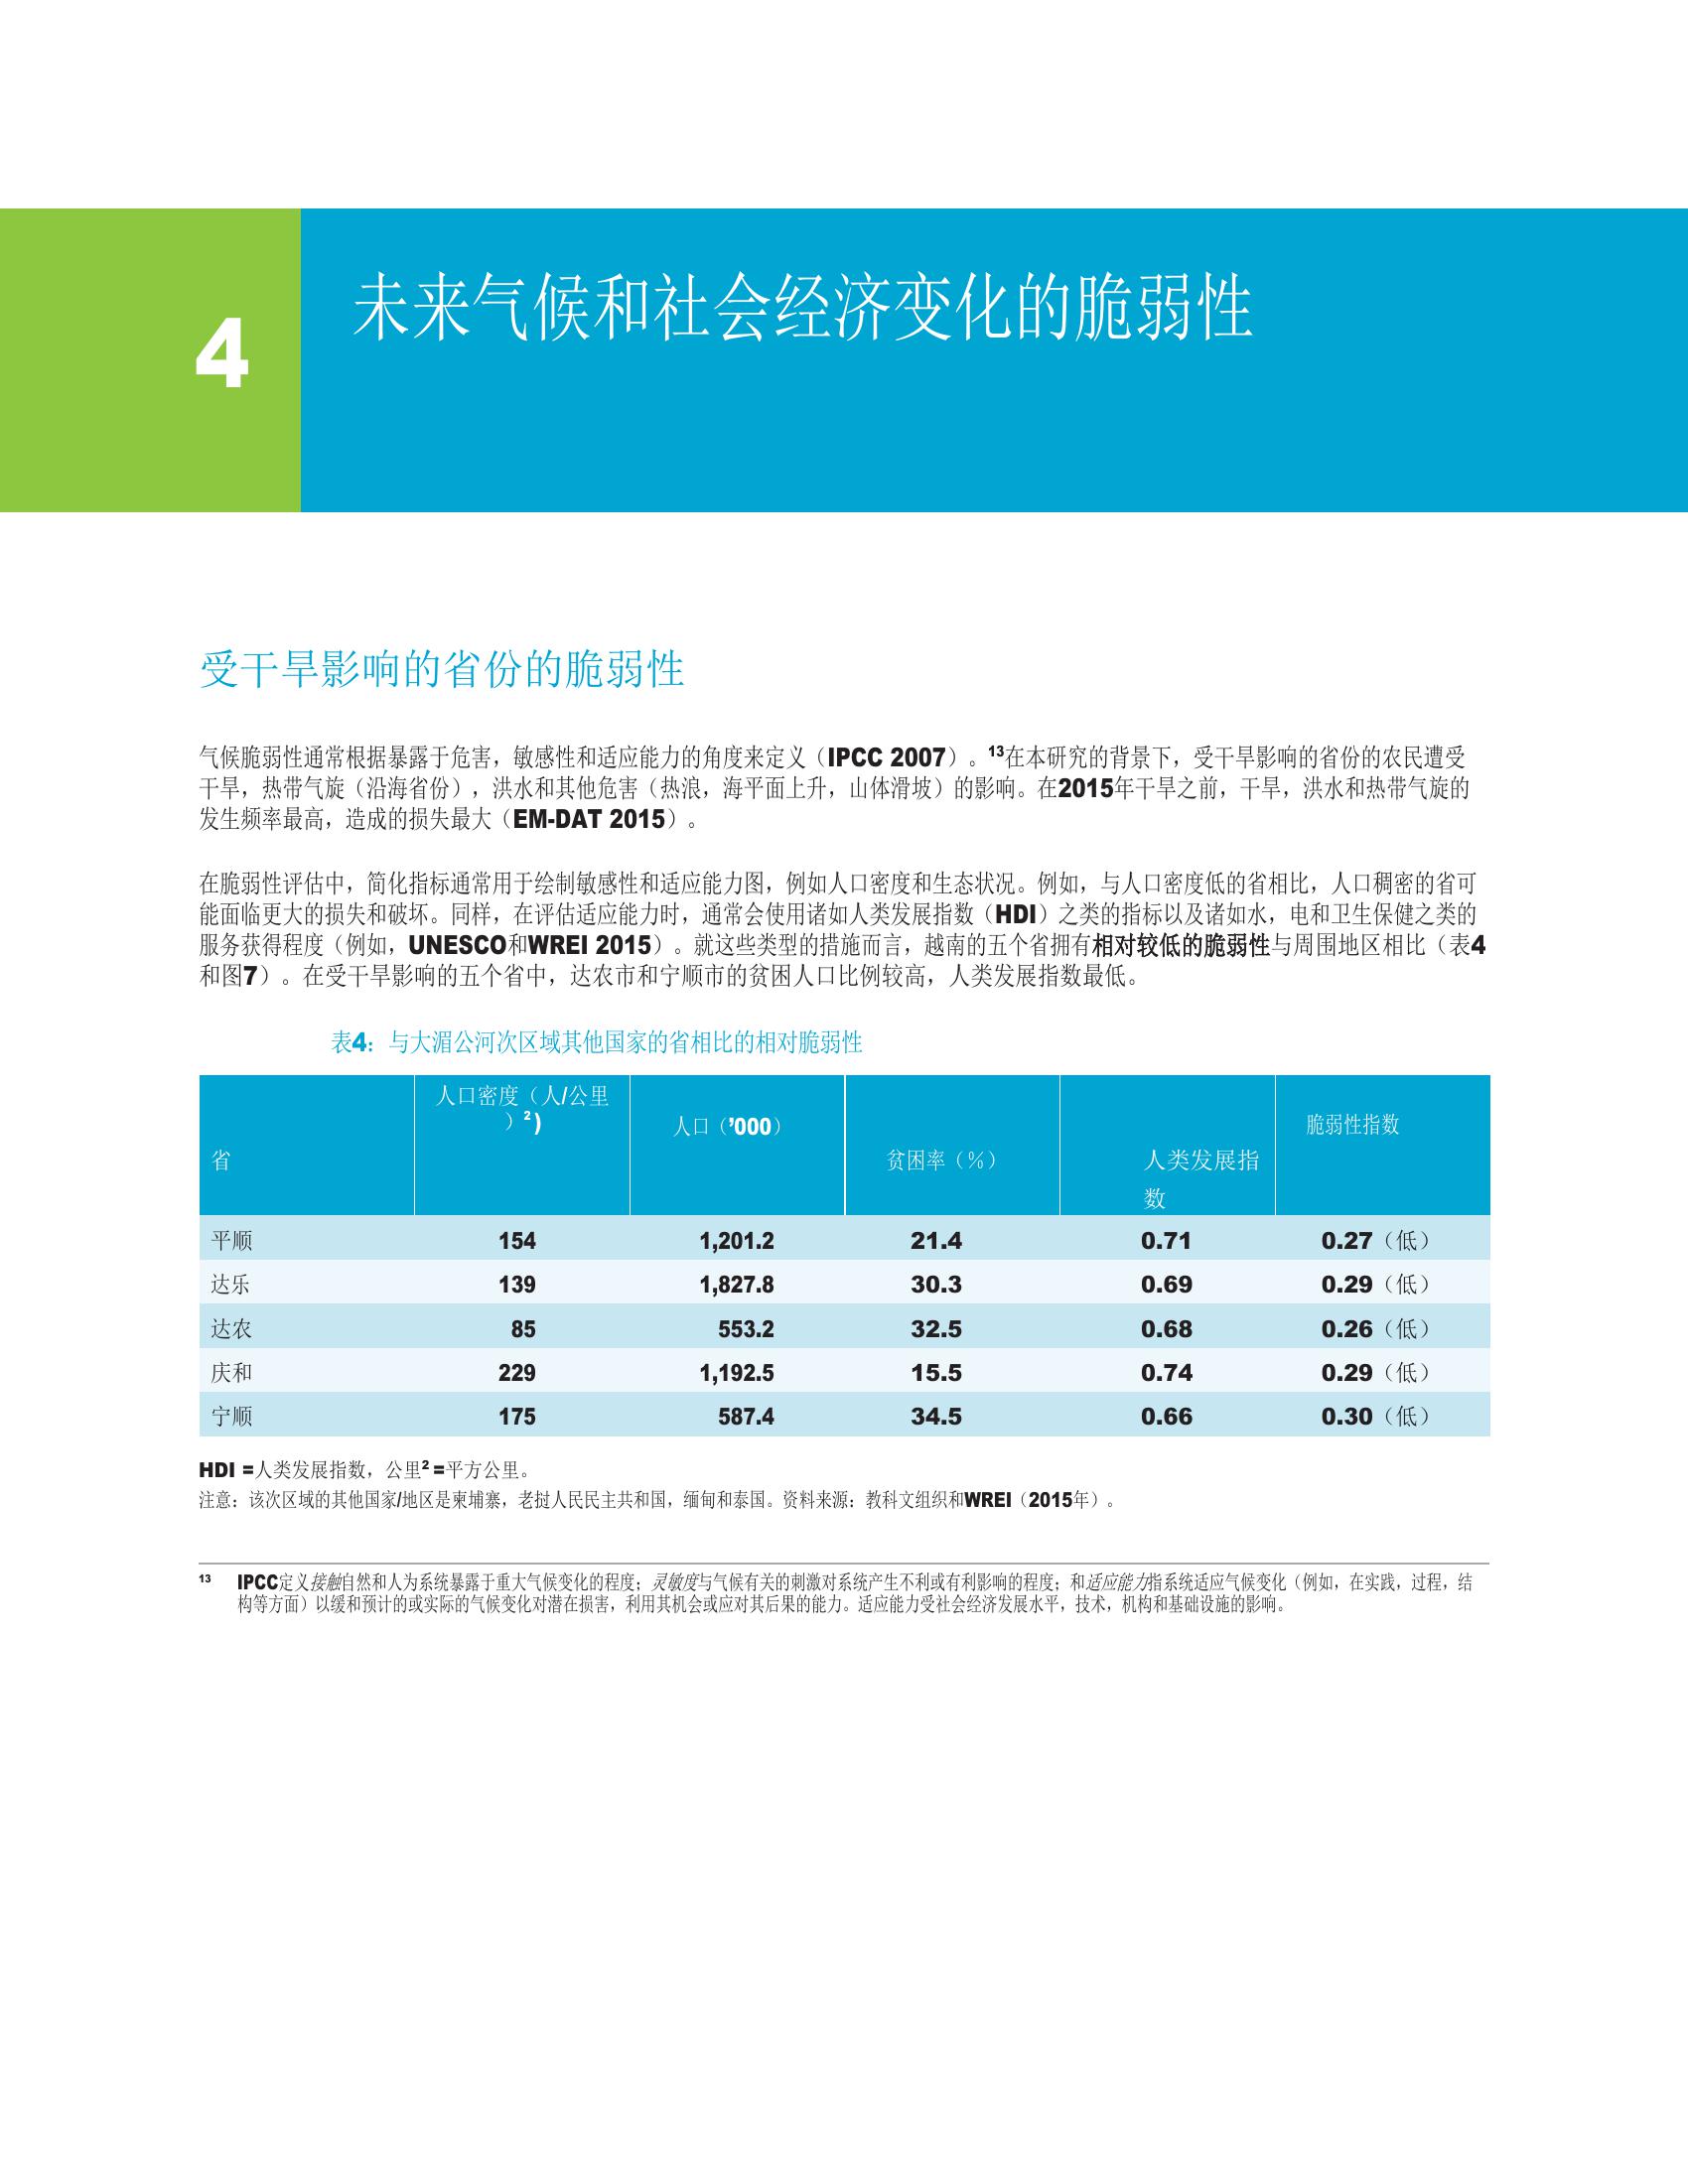 4
未来气候和社会经济变化的脆弱性
受干旱影响的省份的脆弱性
气候脆弱性通常根据暴露于危害，敏感性和适应能力的角度来定义（IPCC 2007）。13在本研究的背景下，受干旱影响的省份的农民遭受
干旱，热带气旋（沿海省份），洪水和其他危害（热浪，海平面上升，山体滑坡）的影响。在2015年干旱之前，干旱，洪水和热带气旋的
发生频率最高，造成的损失最大（EM-DAT 2015）。
在脆弱性评估中，简化指标通常用于绘制敏感性和适应能力图，例如人口密度和生态状况。例如，与人口密度低的省相比，人口稠密的省可
能面临更大的损失和破坏。同样，在评估适应能力时，通常会使用诸如人类发展指数（HDI）之类的指标以及诸如水，电和卫生保健之类的
服务获得程度（例如，UNESCO和WREI 2015）。就这些类型的措施而言，越南的五个省拥有相对较低的脆弱性与周围地区相比（表4
和图7）。在受干旱影响的五个省中，达农市和宁顺市的贫困人口比例较高，人类发展指数最低。
表4：与大湄公河次区域其他国家的省相比的相对脆弱性
省 人口密度（人/公里）²) 人口（’000） 贫困率（%） 人类发展指数 脆弱性指数
平顺 154 1,201.2 21.4 0.71 0.27（低）
达乐 139 1,827.8 30.3 0.69 0.29（低）
达农 85 553.2 32.5 0.68 0.26（低）
庆和 229 1,192.5 15.5 0.74 0.29（低）
宁顺 175 587.4 34.5 0.66 0.30（低）
HDI =人类发展指数，公里² =平方公里。
注意：该次区域的其他国家/地区是柬埔寨，老挝人民民主共和国，缅甸和泰国。资料来源：教科文组织和WREI（2015年）。
13 IPCC定义接触自然和人为系统暴露于重大气候变化的程度；灵敏度与气候有关的刺激对系统产生不利或有利影响的程度；和适应能力指系统适应气候变化（例如，在实践，过程，结
构等方面）以缓和预计的或实际的气候变化对潜在损害，利用其机会或应对其后果的能力。适应能力受社会经济发展水平，技术，机构和基础设施的影响。